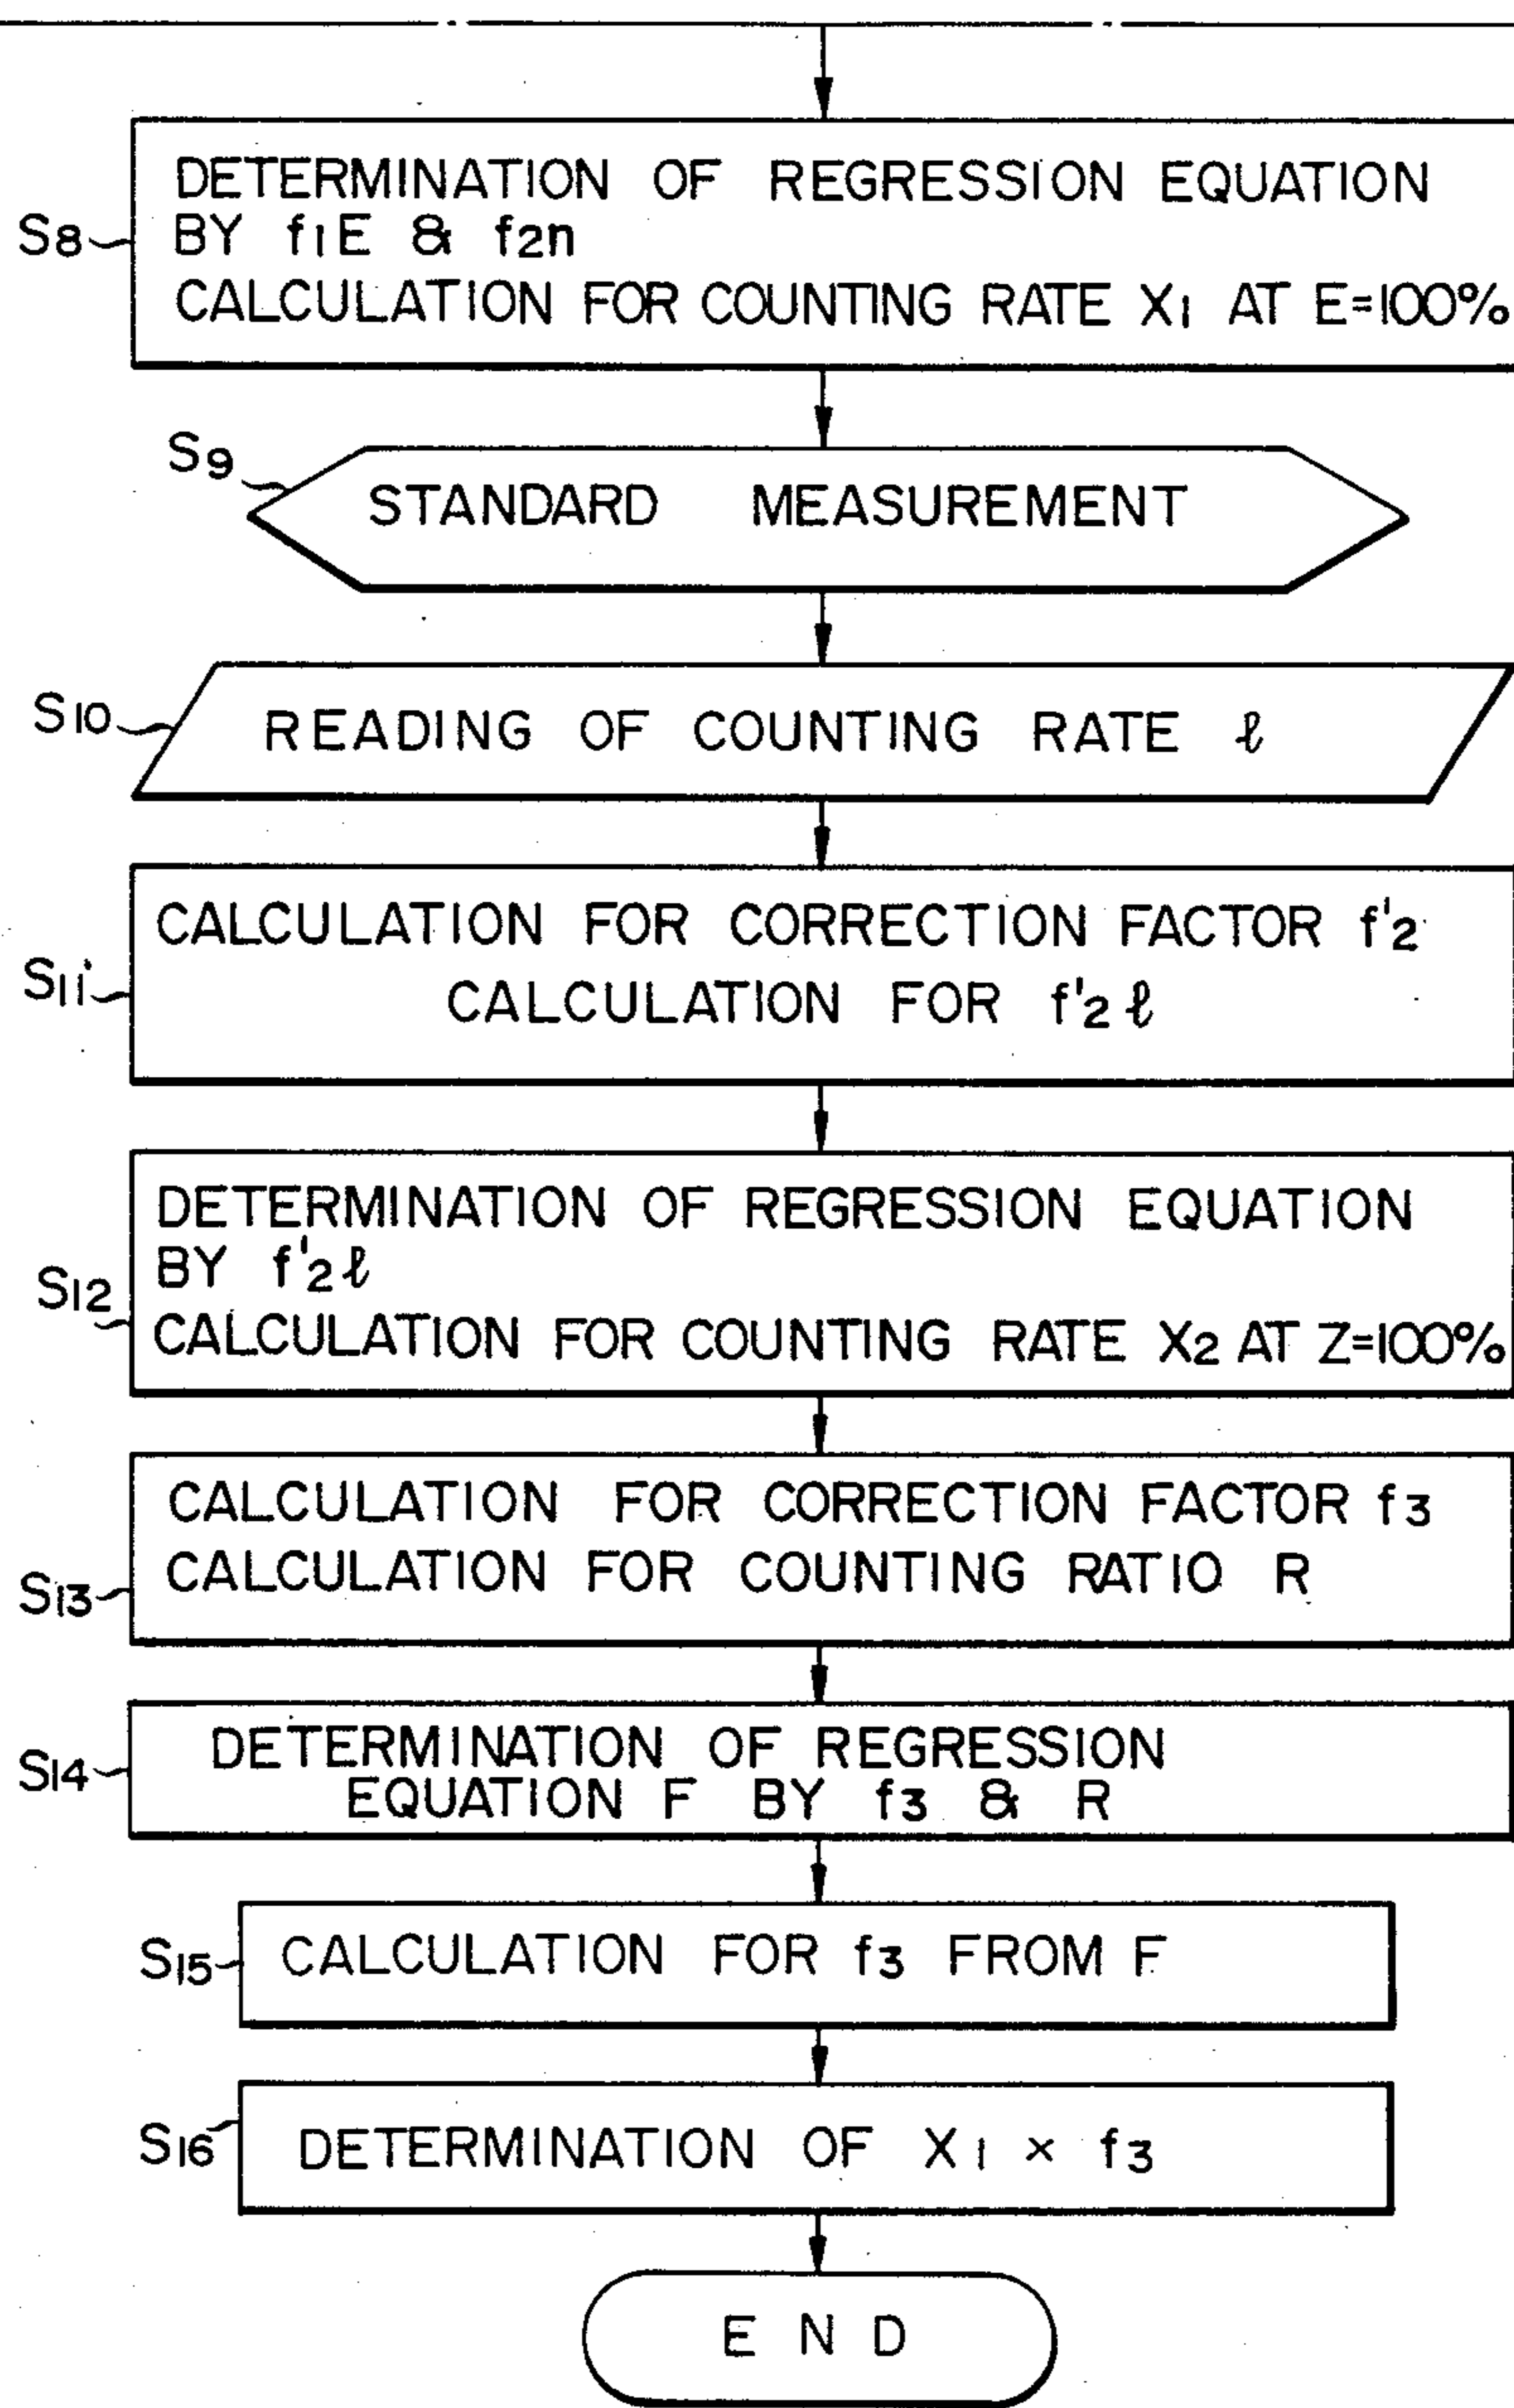 S8
DETERMINATION OF REGRESSION EQUATION
BY f1E & f2n
CALCULATION FOR COUNTING RATE X1 AT E=100%
S9
STANDARD MEASUREMENT
S10
READING OF COUNTING RATE ℓ
S11
CALCULATION FOR CORRECTION FACTOR f'2
CALCULATION FOR f'2 ℓ
S12
DETERMINATION OF REGRESSION EQUATION
BY f'2 ℓ
CALCULATION FOR COUNTING RATE X2 AT Z=100%
S13
CALCULATION FOR CORRECTION FACTOR f3
CALCULATION FOR COUNTING RATIO R
S14
DETERMINATION OF REGRESSION
EQUATION F BY f3 & R
S15
CALCULATION FOR f3 FROM F
S16
DETERMINATION OF X1 × f3
END